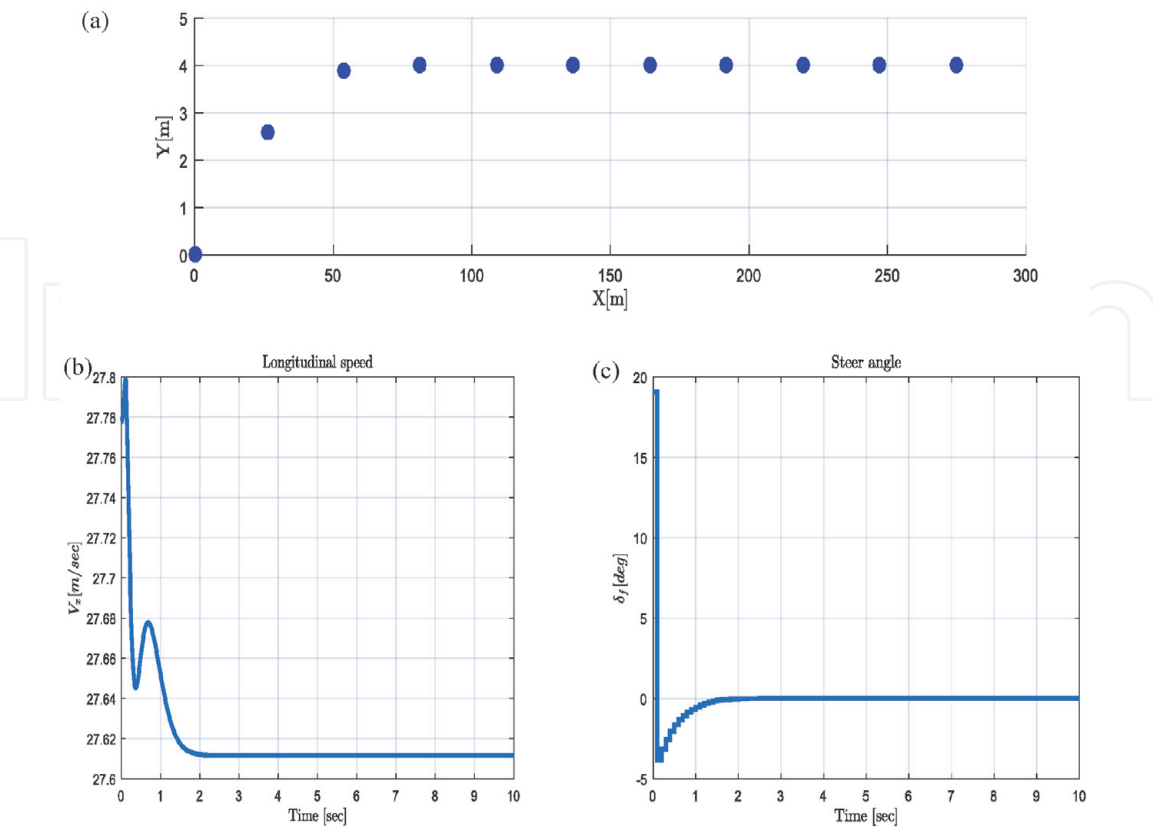 (a)
5
4
3
2
1
0
Y[m]
0 50 100 150 200 250 300
X[m]
(b)
Longitudinal speed
27.8
27.78
27.76
27.74
27.72
27.7
27.68
27.66
27.64
27.62
27.6
Vx[m/sec]
0 1 2 3 4 5 6 7 8 9 10
Time [sec]
(c)
Steer angle
20
15
10
5
0
-5
δf[deg]
0 1 2 3 4 5 6 7 8 9 10
Time [sec]